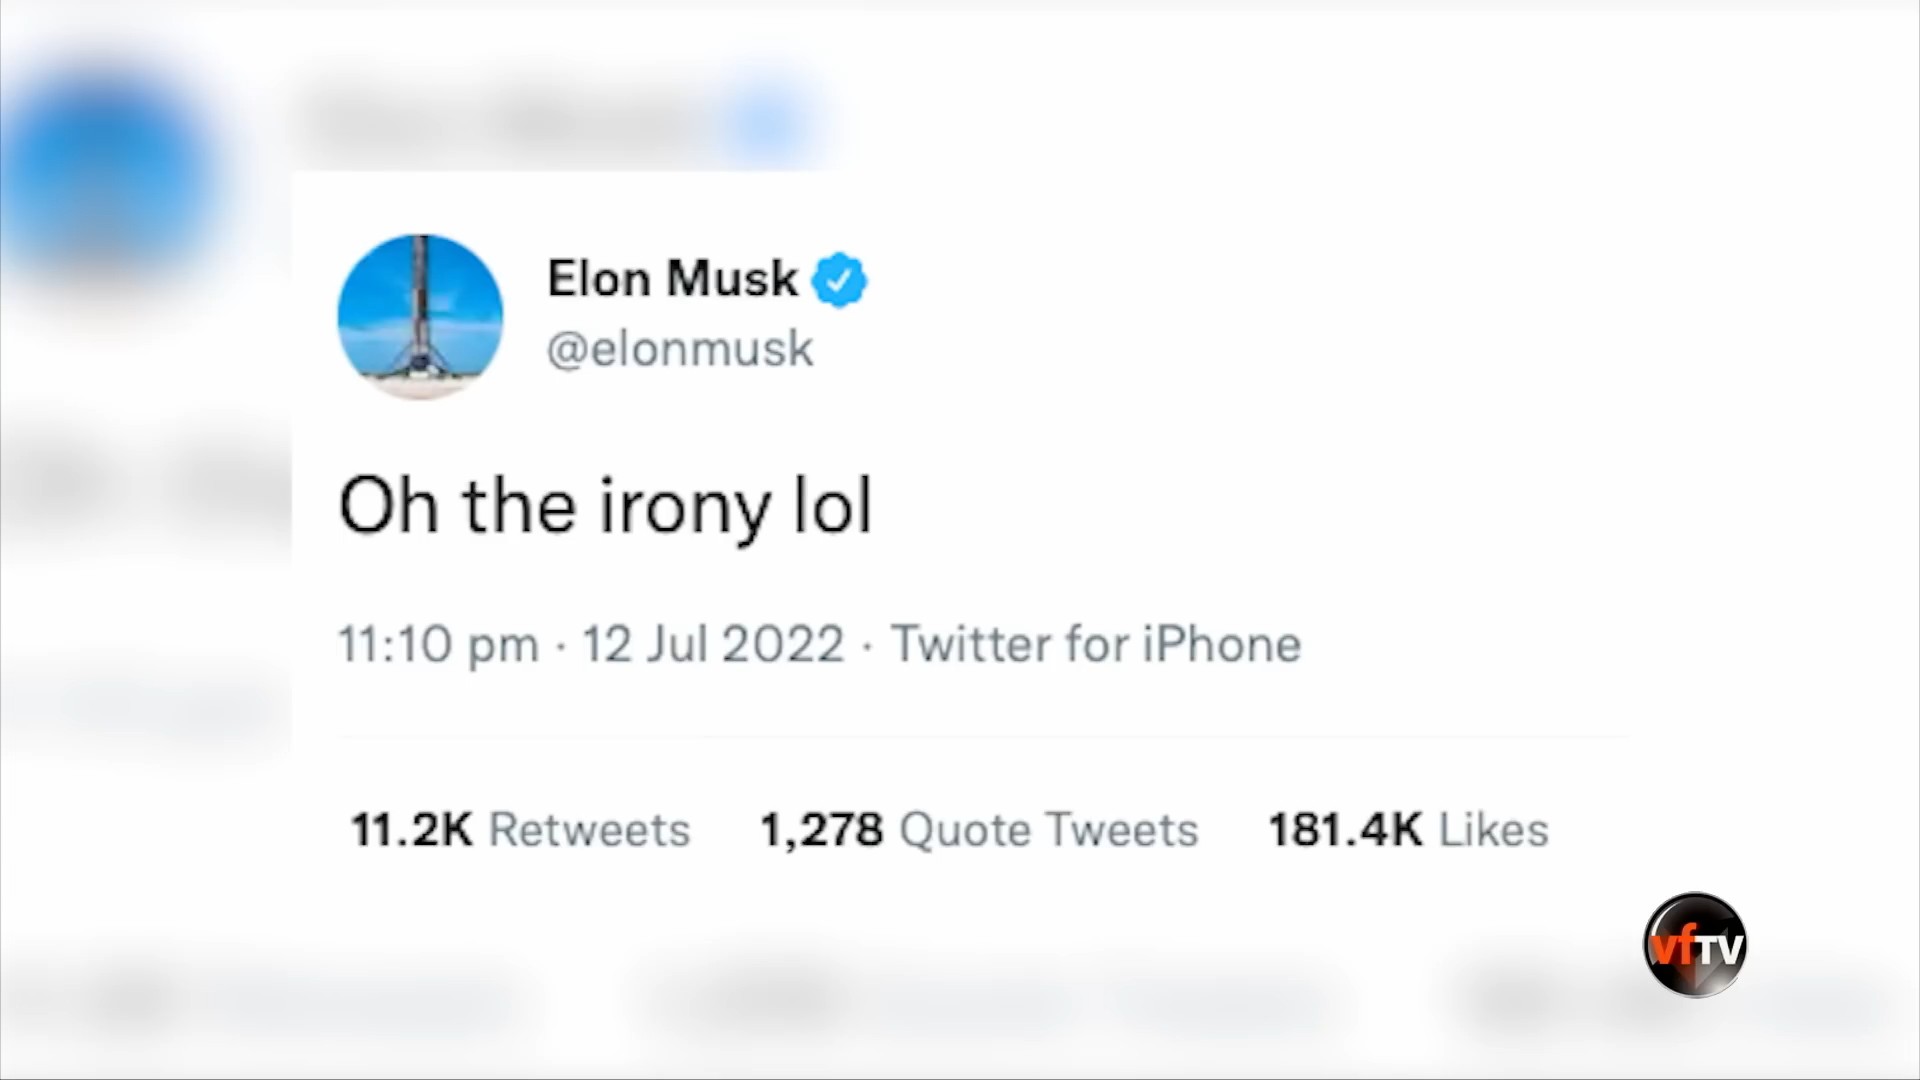 Elon Musk
@elonmusk
Oh the irony lol
11:10 pm · 12 Jul 2022 · Twitter for iPhone
11.2K Retweets 1,278 Quote Tweets 181.4K Likes
vfTV